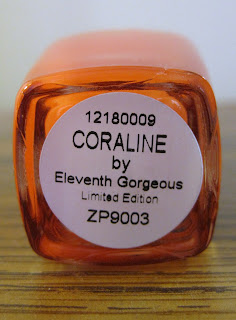 12180009
CORALINE
by
Eleventh Gorgeous
Limited Edition
ZP9003